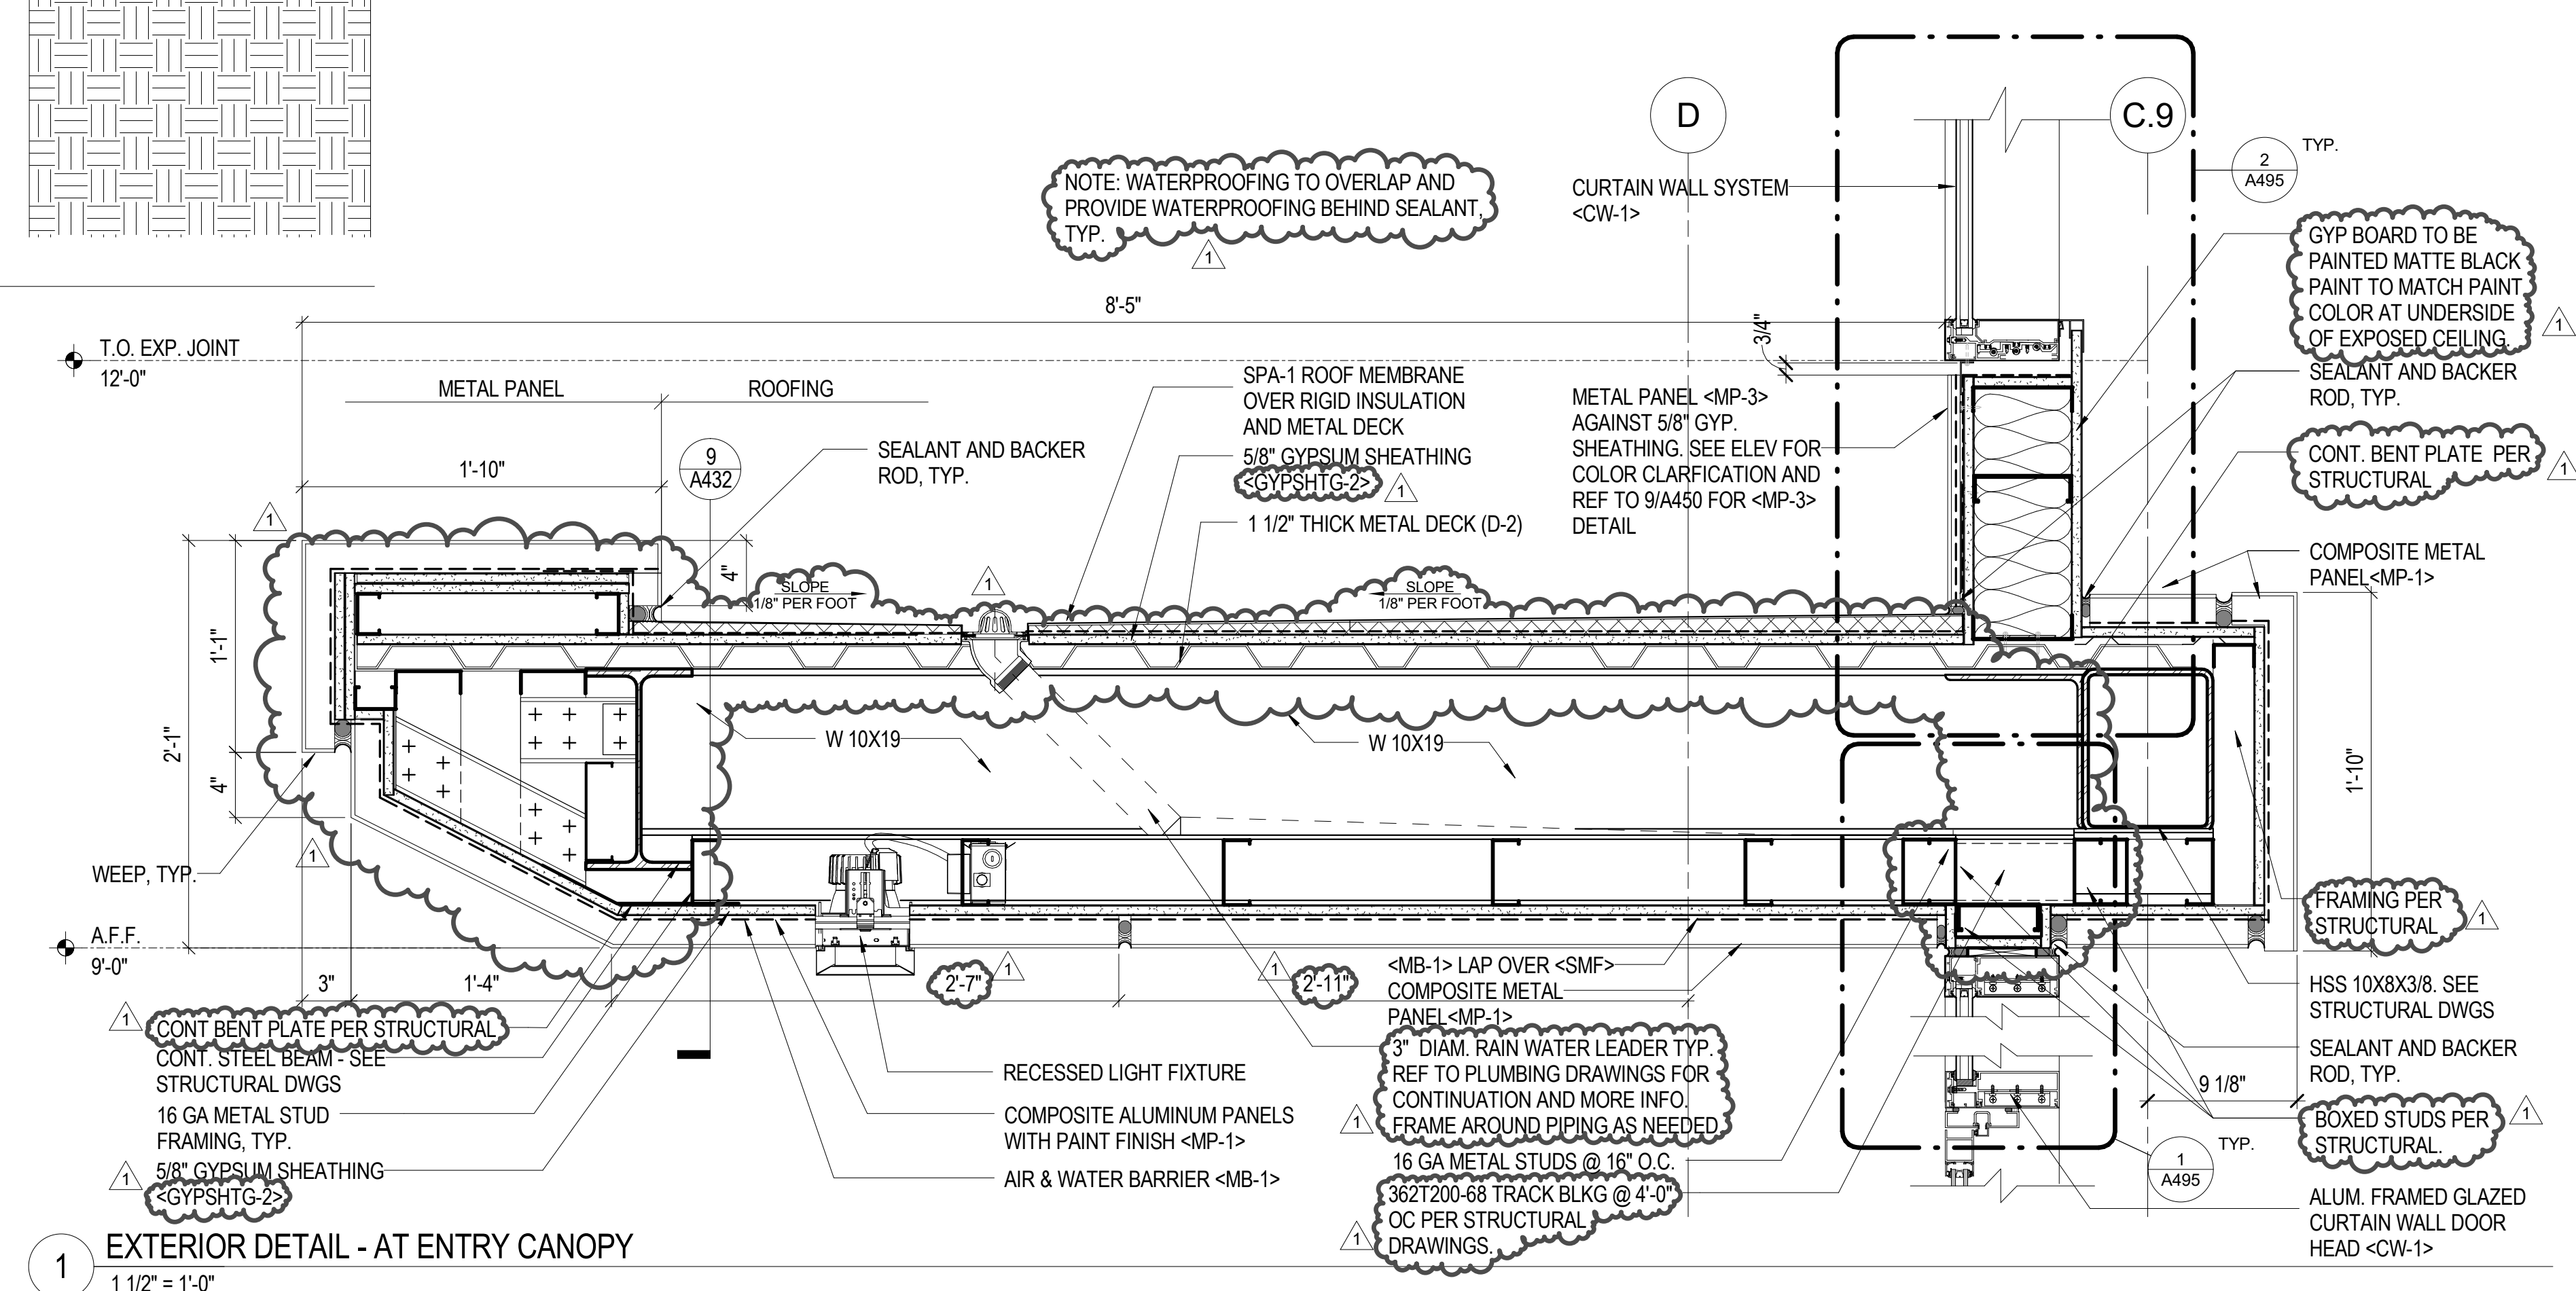 D
C.9
2
A495
TYP.
NOTE: WATERPROOFING TO OVERLAP AND
PROVIDE WATERPROOFING BEHIND SEALANT,
TYP.
1
CURTAIN WALL SYSTEM
<CW-1>
GYP BOARD TO BE
PAINTED MATTE BLACK
PAINT TO MATCH PAINT
COLOR AT UNDERSIDE
OF EXPOSED CEILING.
1
8'-5"
3/4"
T.O. EXP. JOINT
12'-0"
METAL PANEL
ROOFING
SEALANT AND BACKER
ROD, TYP.
SPA-1 ROOF MEMBRANE
OVER RIGID INSULATION
AND METAL DECK
5/8" GYPSUM SHEATHING
<GYPSHTG-2>
1
1 1/2" THICK METAL DECK (D-2)
METAL PANEL <MP-3>
AGAINST 5/8" GYP.
SHEATHING. SEE ELEV FOR
COLOR CLARFICATION AND
REF TO 9/A450 FOR <MP-3>
DETAIL
SEALANT AND BACKER
ROD, TYP.
CONT. BENT PLATE PER
STRUCTURAL
1
COMPOSITE METAL
PANEL<MP-1>
1'-10"
9
A432
1
4"
SLOPE
1/8" PER FOOT
1
SLOPE
1/8" PER FOOT
1'-1"
2'-1"
4"
W 10X19
W 10X19
1'-10"
1
WEEP, TYP.
A.F.F.
9'-0"
3"
1'-4"
2'-7"
1
1
2'-11"
<MB-1> LAP OVER <SMF>
COMPOSITE METAL
PANEL<MP-1>
FRAMING PER
STRUCTURAL
1
HSS 10X8X3/8. SEE
STRUCTURAL DWGS
SEALANT AND BACKER
ROD, TYP.
9 1/8"
BOXED STUDS PER
STRUCTURAL.
1
1
A495
TYP.
ALUM. FRAMED GLAZED
CURTAIN WALL DOOR
HEAD <CW-1>
1
CONT BENT PLATE PER STRUCTURAL
CONT. STEEL BEAM - SEE
STRUCTURAL DWGS
16 GA METAL STUD
FRAMING, TYP.
1
5/8" GYPSUM SHEATHING
<GYPSHTG-2>
RECESSED LIGHT FIXTURE
COMPOSITE ALUMINUM PANELS
WITH PAINT FINISH <MP-1>
AIR & WATER BARRIER <MB-1>
3" DIAM. RAIN WATER LEADER TYP.
REF TO PLUMBING DRAWINGS FOR
CONTINUATION AND MORE INFO.
FRAME AROUND PIPING AS NEEDED
1
16 GA METAL STUDS @ 16" O.C.
362T200-68 TRACK BLKG @ 4'-0"
OC PER STRUCTURAL
DRAWINGS.
1
1
EXTERIOR DETAIL - AT ENTRY CANOPY
1 1/2" = 1'-0"